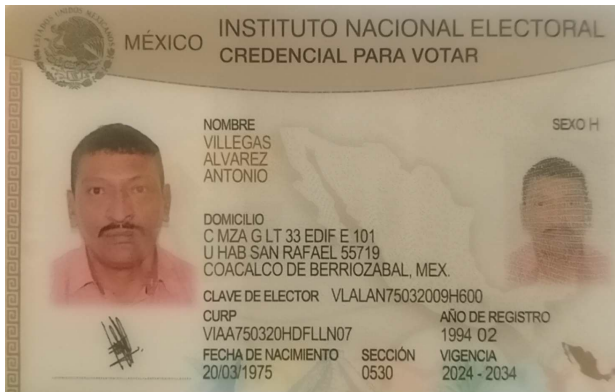 MÉXICO
INSTITUTO NACIONAL ELECTORAL
CREDENCIAL PARA VOTAR
NOMBRE
VILLEGAS
ALVAREZ
ANTONIO
SEXO H
DOMICILIO
C MZA G LT 33 EDIF E 101
U HAB SAN RAFAEL 55719
COACALCO DE BERRIOZABAL, MEX.
CLAVE DE ELECTOR VLALAN75032009H600
CURP
VIAA750320HDFLLN07
AÑO DE REGISTRO
1994 02
FECHA DE NACIMIENTO
20/03/1975
SECCIÓN
0530
VIGENCIA
2024 - 2034